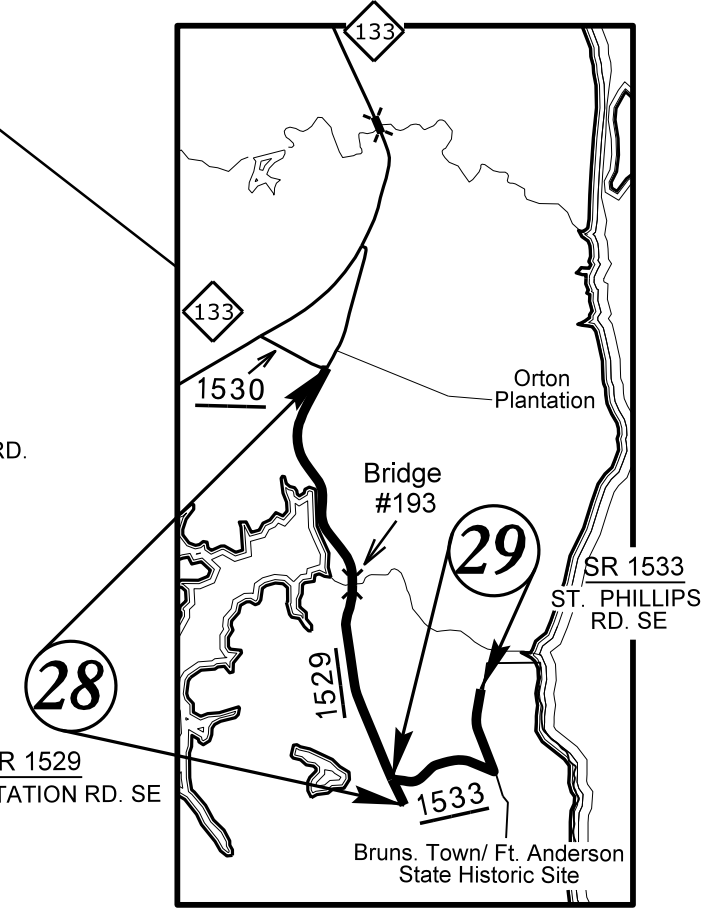 133
133
1530
Orton
Plantation
RD.
Bridge
#193
29
SR 1533
ST. PHILLIPS
RD. SE
28
1529
R 1529
TATION RD. SE
1533
Bruns. Town/ Ft. Anderson
State Historic Site